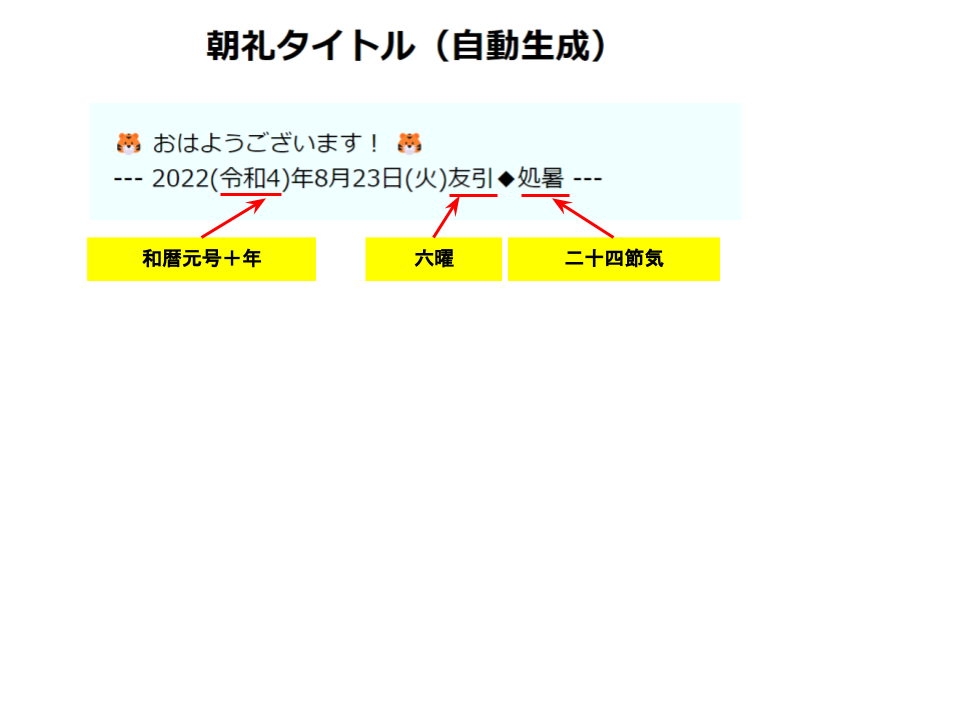 朝礼タイトル（自動生成）
🐯 おはようございます！ 🐯
--- 2022(令和4)年8月23日(火)友引◆処暑 ---
和暦元号＋年
六曜
二十四節気